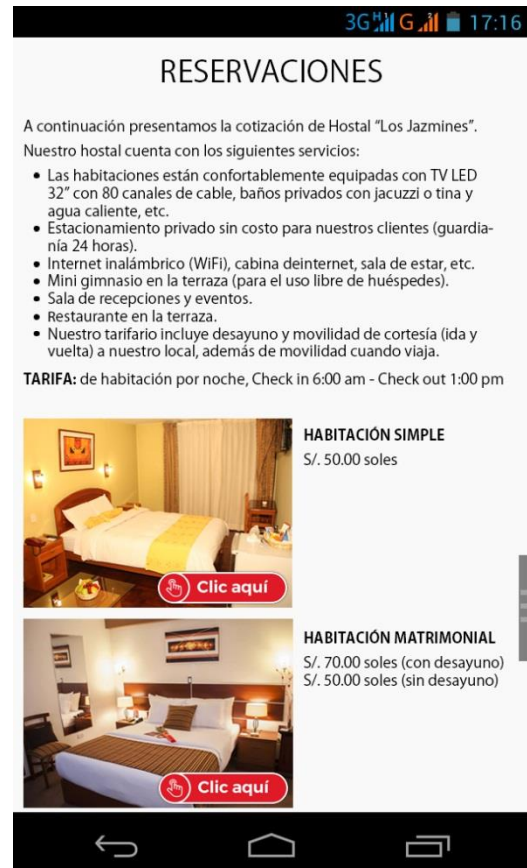 3G H G 2 17:16
RESERVACIONES
A continuación presentamos la cotización de Hostal “Los Jazmines”.
Nuestro hostal cuenta con los siguientes servicios:
• Las habitaciones están confortablemente equipadas con TV LED
32” con 80 canales de cable, baños privados con jacuzzi o tina y
agua caliente, etc.
• Estacionamiento privado sin costo para nuestros clientes (guardia-
nía 24 horas).
• Internet inalámbrico (WiFi), cabina deinternet, sala de estar, etc.
• Mini gimnasio en la terraza (para el uso libre de huéspedes).
• Sala de recepciones y eventos.
• Restaurante en la terraza.
• Nuestro tarifario incluye desayuno y movilidad de cortesía (ida y
vuelta) a nuestro local, además de movilidad cuando viaja.
TARIFA: de habitación por noche, Check in 6:00 am - Check out 1:00 pm
HABITACIÓN SIMPLE
S/. 50.00 soles
Clic aquí
HABITACIÓN MATRIMONIAL
S/. 70.00 soles (con desayuno)
S/. 50.00 soles (sin desayuno)
Clic aquí